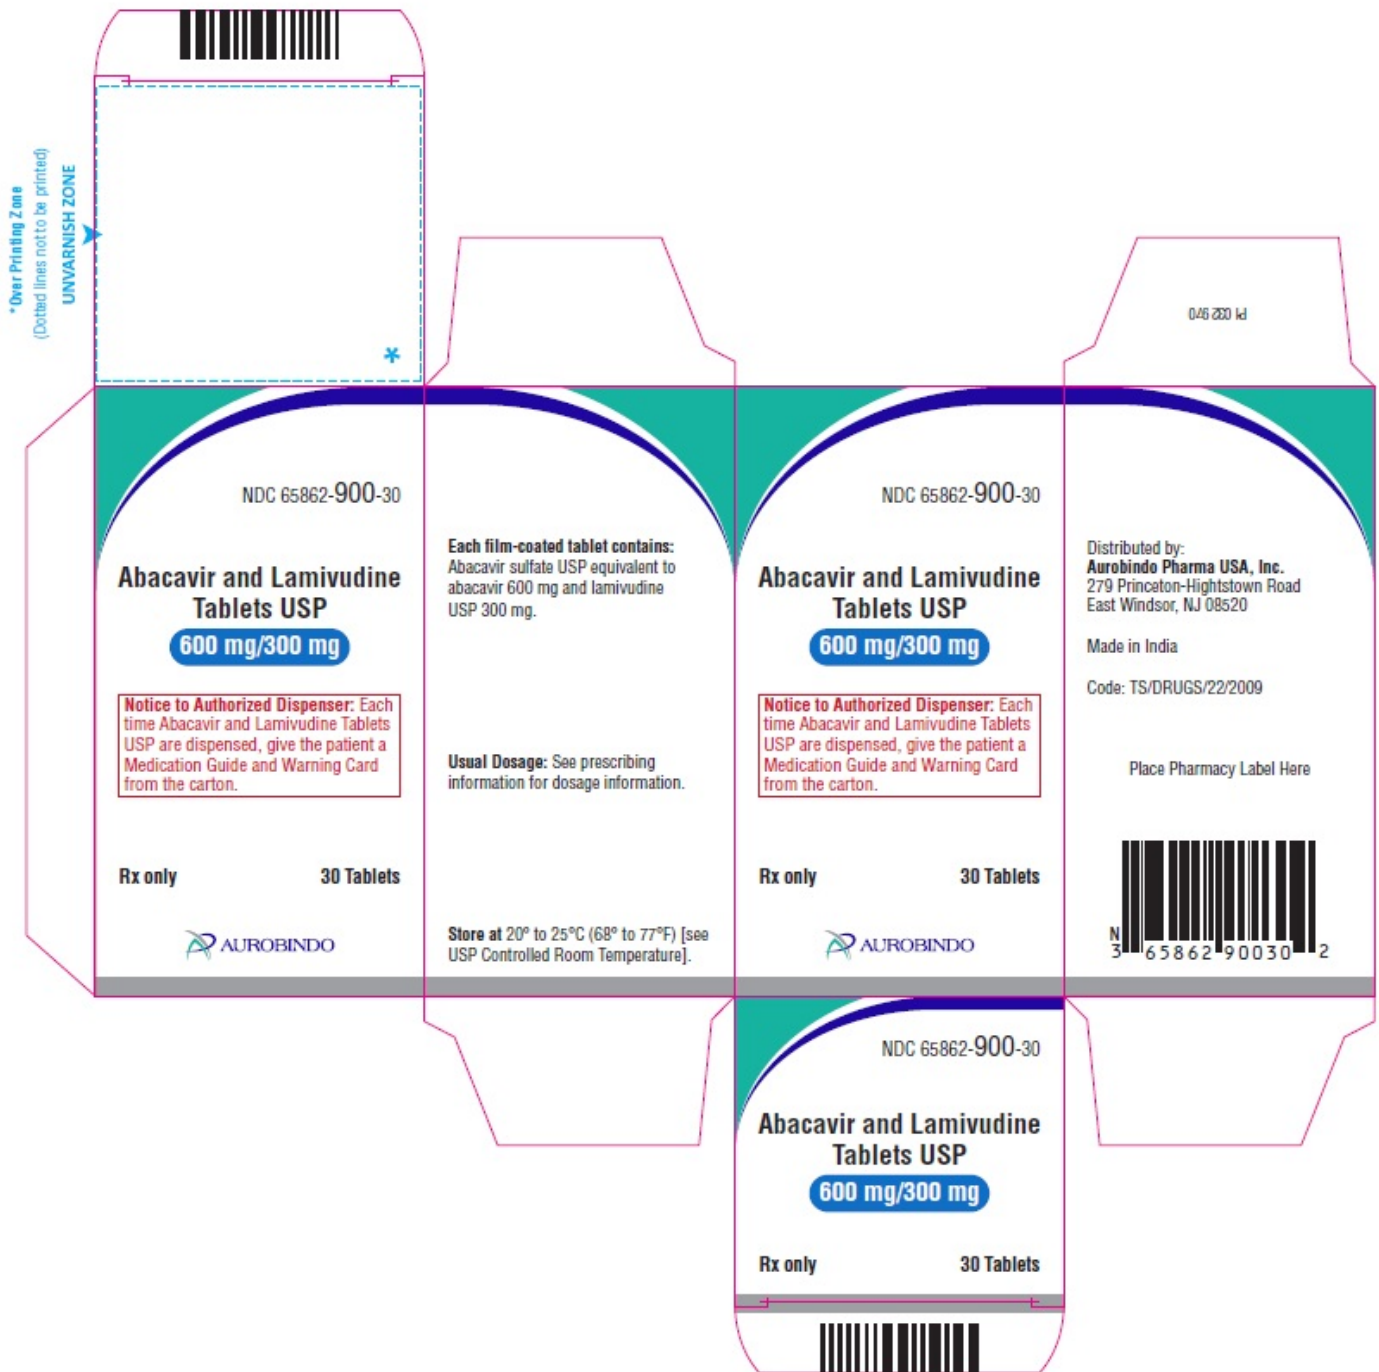 *Over Printing Zone
(Dotted lines not to be printed)
UNVARNISH ZONE
*
NDC 65862-900-30
Abacavir and Lamivudine
Tablets USP
600 mg/300 mg
Notice to Authorized Dispenser: Each
time Abacavir and Lamivudine Tablets
USP are dispensed, give the patient a
Medication Guide and Warning Card
from the carton.
Rx only 30 Tablets
AUROBINDO
Each film-coated tablet contains:
Abacavir sulfate USP equivalent to
abacavir 600 mg and lamivudine
USP 300 mg.
Usual Dosage: See prescribing
information for dosage information.
Store at 20° to 25°C (68° to 77°F) [see
USP Controlled Room Temperature].
NDC 65862-900-30
Abacavir and Lamivudine
Tablets USP
600 mg/300 mg
Notice to Authorized Dispenser: Each
time Abacavir and Lamivudine Tablets
USP are dispensed, give the patient a
Medication Guide and Warning Card
from the carton.
Rx only 30 Tablets
AUROBINDO
Distributed by:
Aurobindo Pharma USA, Inc.
279 Princeton-Hightstown Road
East Windsor, NJ 08520
Made in India
Code: TS/DRUGS/22/2009
Place Pharmacy Label Here
N
3 65862 90030 2
NDC 65862-900-30
Abacavir and Lamivudine
Tablets USP
600 mg/300 mg
Rx only 30 Tablets